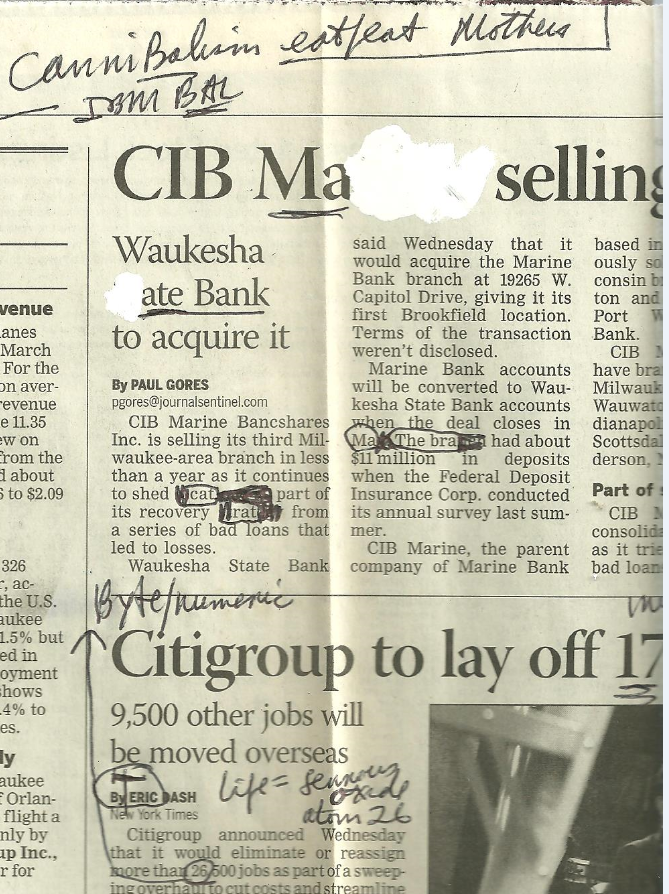 CanniBalism eat/eat Mothers
IBM BAL
CIB Ma selling
Waukesha
ate Bank
to acquire it
By PAUL GORES
pgores@journalsentinel.com
CIB Marine Bancshares
Inc. is selling its third Mil-
waukee-area branch in less
than a year as it continues
to shed ocat part of
its recovery trat from
a series of bad loans that
led to losses.
Waukesha State Bank
said Wednesday that it
would acquire the Marine
Bank branch at 19265 W.
Capitol Drive, giving it its
first Brookfield location.
Terms of the transaction
weren't disclosed.
Marine Bank accounts
will be converted to Wau-
kesha State Bank accounts
when the deal closes in
May. The branch had about
$11 million in deposits
when the Federal Deposit
Insurance Corp. conducted
its annual survey last sum-
mer.
CIB Marine, the parent
company of Marine Bank
based in
ously so
consin b
ton and
Port W
Bank.
CIB M
have bra
Milwauk
Wauwato
dianapol
Scottsda
derson, N
Part of s
CIB M
consolida
as it trie
bad loan
venue
anes
March
For the
on aver-
revenue
e 11.35
ew on
from the
d about
6 to $2.09
326
r, ac-
the U.S.
aukee
1.5% but
ed in
oyment
shows
.4% to
es.
ly
aukee
f Orlan-
flight a
nly by
up Inc.,
r for
Byte/numeric
Citigroup to lay off 17
9,500 other jobs will
be moved overseas
By ERIC DASH
New York Times
Life =
oxide
atom 26
Citigroup announced Wednesday
that it would eliminate or reassign
more than 26,500 jobs as part of a sweep-
ing overhaul to cut costs and streamline